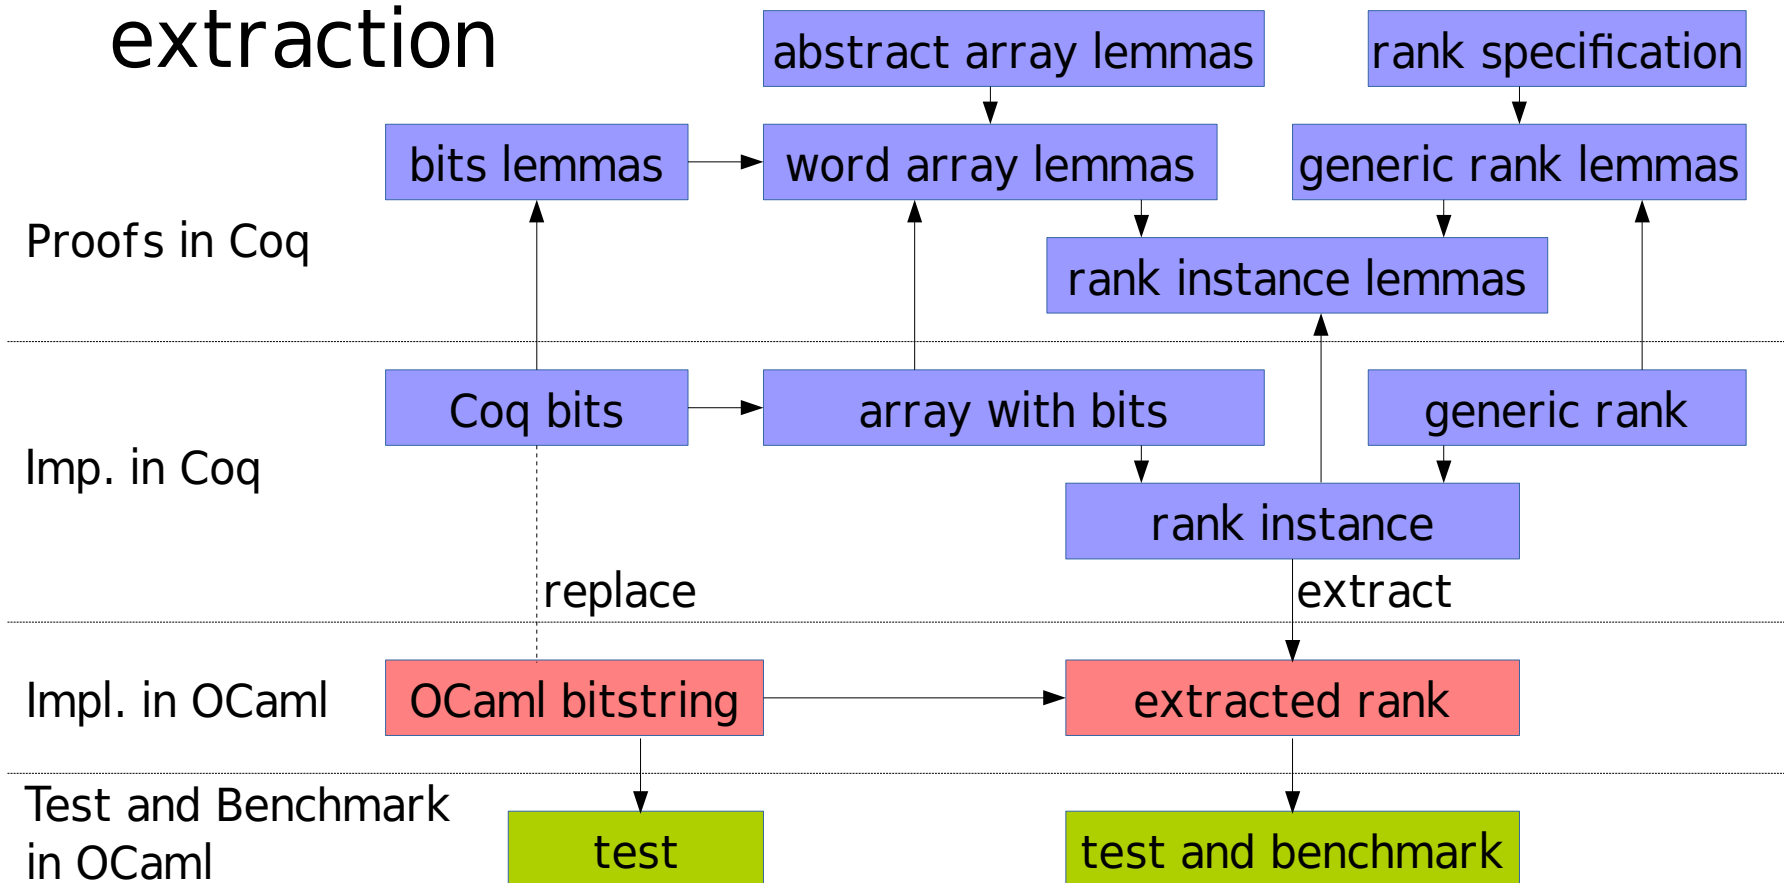 extraction
abstract array lemmas
rank specification
bits lemmas
word array lemmas
generic rank lemmas
Proofs in Coq
rank instance lemmas
Coq bits
array with bits
generic rank
Imp. in Coq
rank instance
replace
extract
Impl. in OCaml
OCaml bitstring
extracted rank
Test and Benchmark
in OCaml
test
test and benchmark